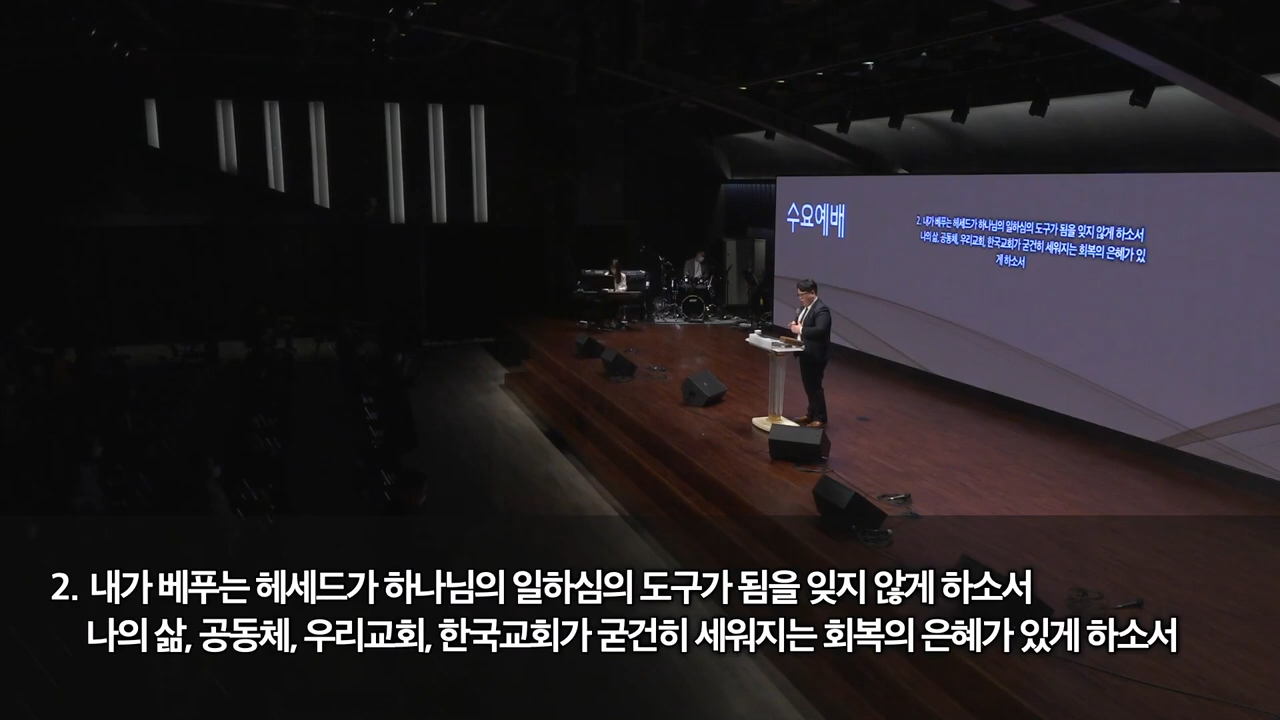 수요예배
2. 내가 베푸는 헤세드가 하나님의 일하심의 도구가 됨을 잊지 않게 하소서
나의 삶, 공동체, 우리교회, 한국교회가 굳건히 세워지는 회복의 은혜가 있
게 하소서
2. 내가 베푸는 헤세드가 하나님의 일하심의 도구가 됨을 잊지 않게 하소서
나의 삶, 공동체, 우리교회, 한국교회가 굳건히 세워지는 회복의 은혜가 있게 하소서